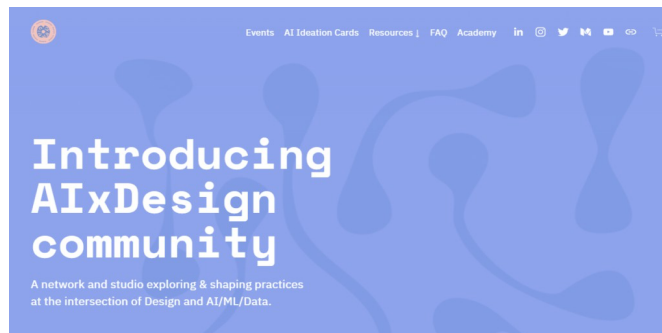 Events AI Ideation Cards Resources ↓ FAQ Academy
Introducing
AIxDesign
community
A network and studio exploring & shaping practices
at the intersection of Design and AI/ML/Data.